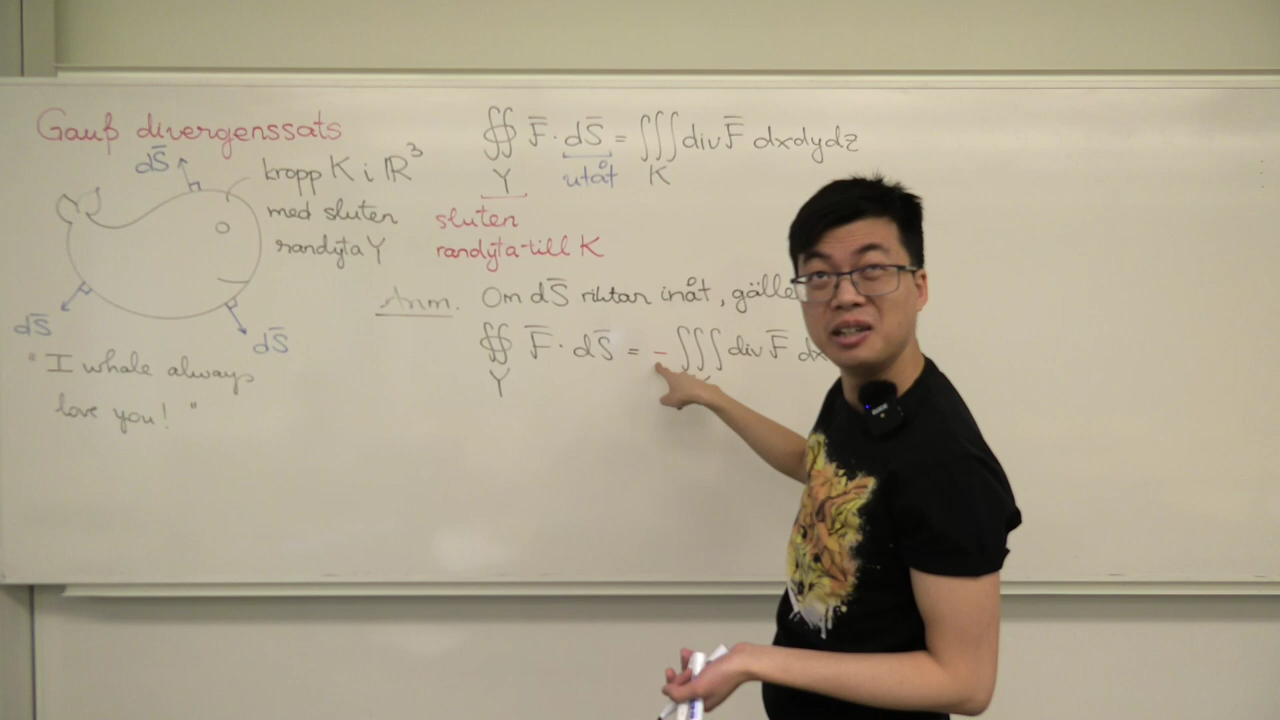 Gauß divergenssats
dS̄
kropp K i ℝ³
med sluten
randyta Y
dS̄
dS̄
"I whale always
love you!"
∯ F̄ · dS̄ = ∭ div F̄ dxdydz
Y utåt K
sluten
randyta till K
Anm. Om dS̄ riktar inåt, gälle
∯ F̄ · dS̄ = - ∭ div F̄ dx
Y